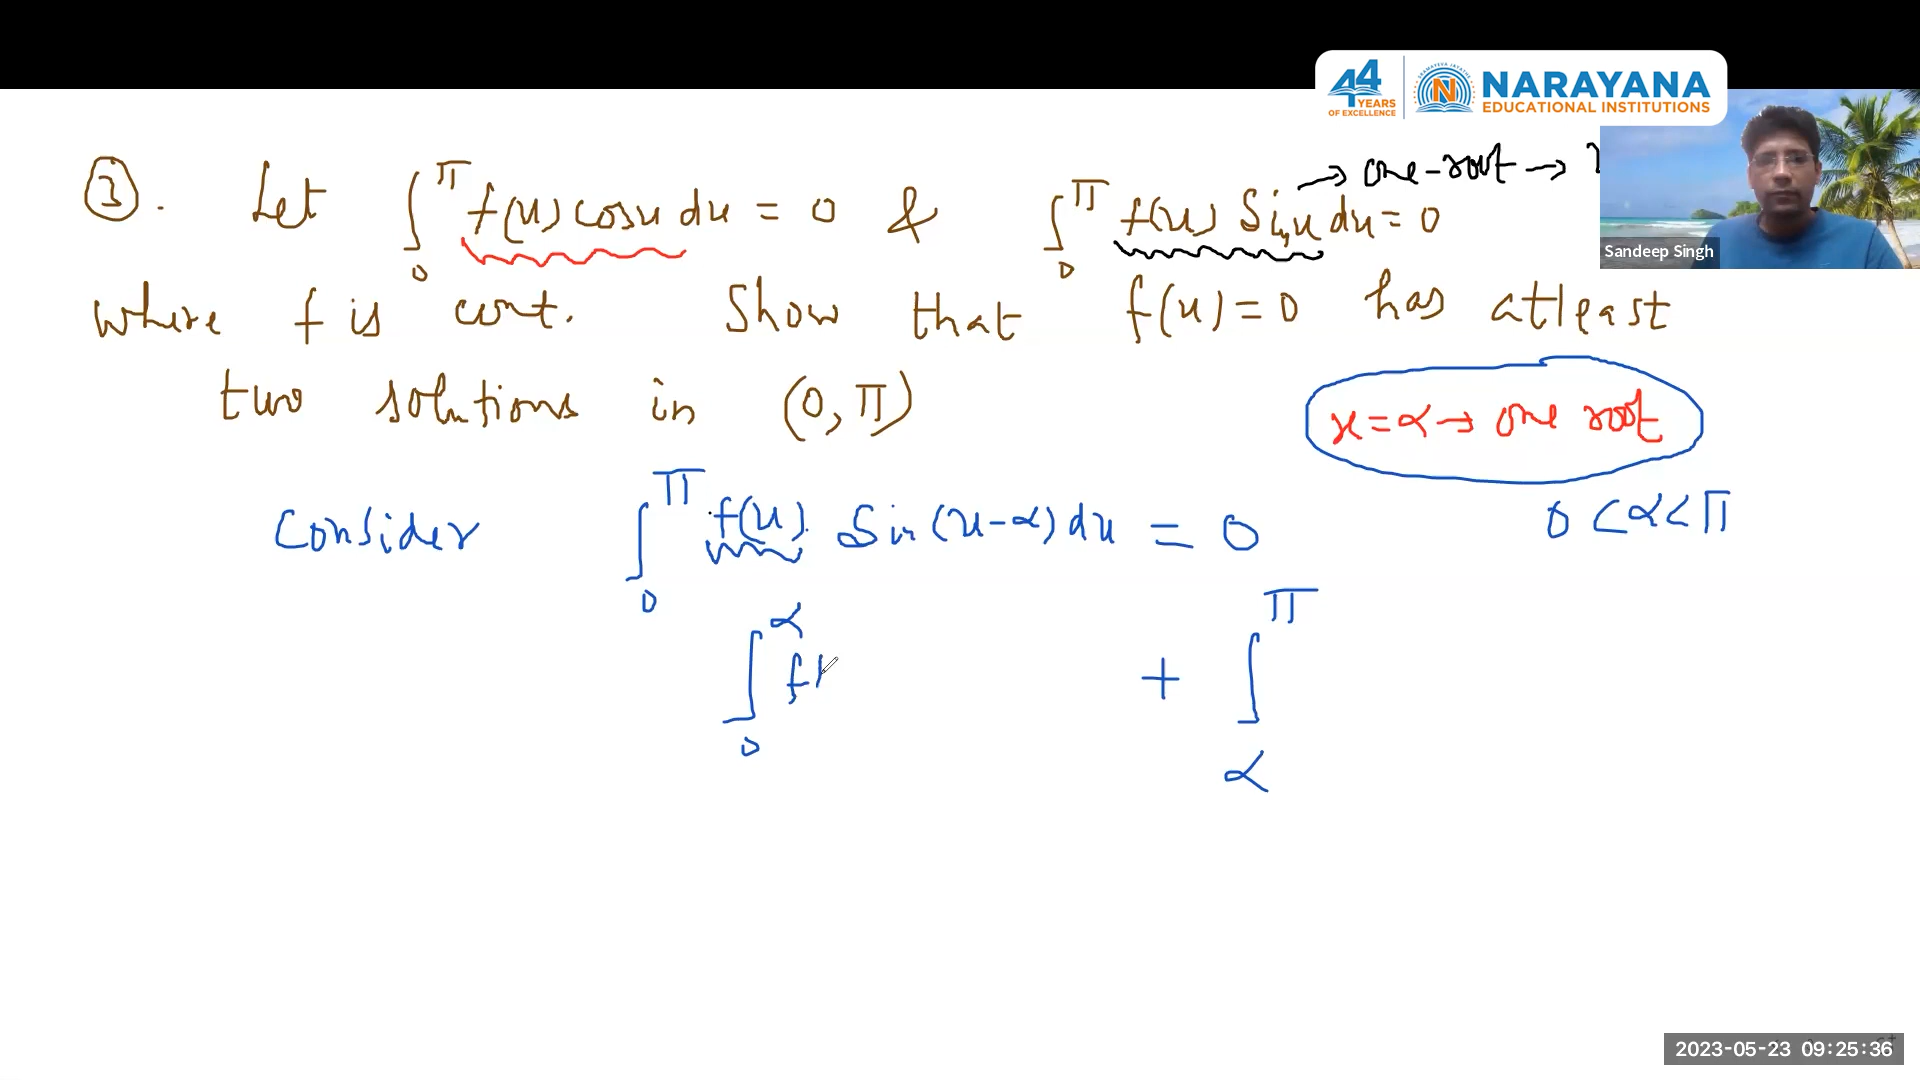 44 YEARS OF EXCELLENCE
NARAYANA
EDUCATIONAL INSTITUTIONS
→ one-root →
③. Let ∫₀^π f(x) cosx dx = 0 & ∫₀^π f(x) Sinx dx = 0
Sandeep Singh
where f is cont. Show that f(x) = 0 has atleast
two solutions in (0, π)
x = α → one root
Consider ∫₀^π f(x). Sin(x-α) dx = 0
0 < α < π
∫₀^α f( + ∫_α^π
2023-05-23 09:25:36